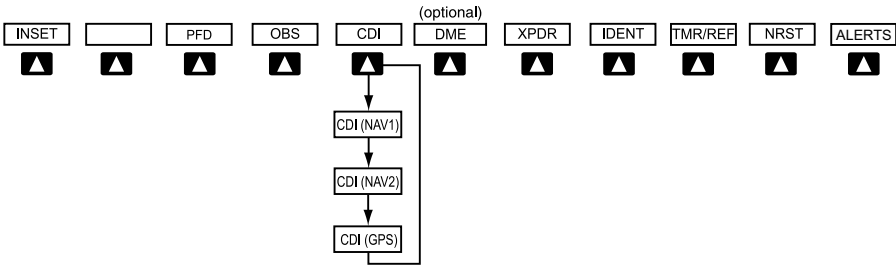 (optional)
INSET PFD OBS CDI DME XPDR IDENT TMR/REF NRST ALERTS
CDI (NAV1)
CDI (NAV2)
CDI (GPS)